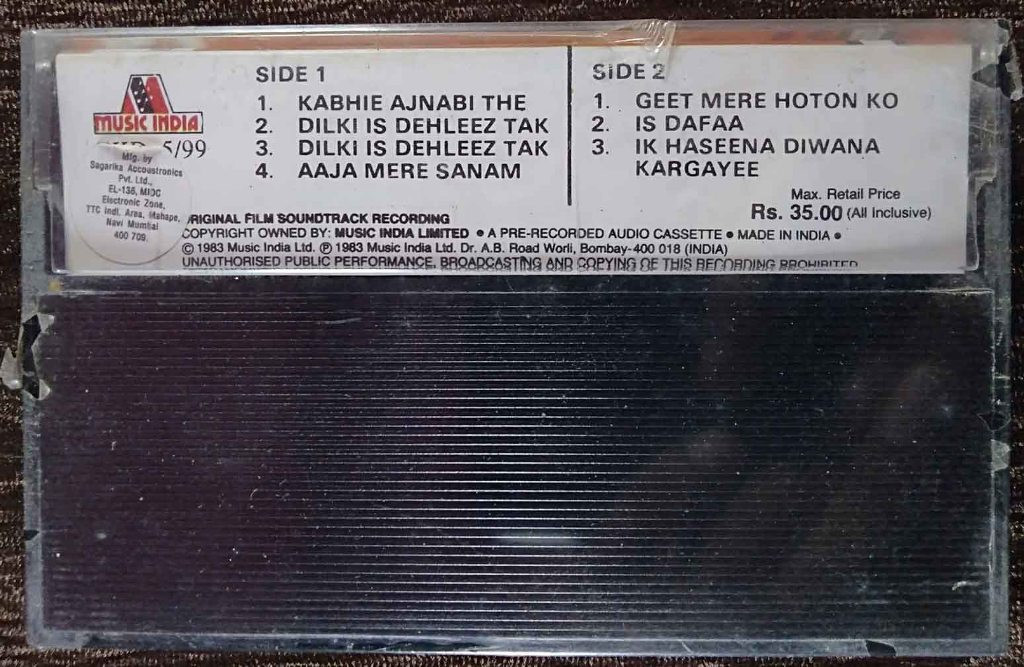 MUSIC INDIA
5/99
Mfg. by
Sagarika Accoustronics
Pvt. Ltd.,
EL-136, MIDC
Electronic Zone,
TTC Indl. Area, Mahape,
Navi Mumbai
400 709.
SIDE 1
1. KABHIE AJNABI THE
2. DILKI IS DEHLEEZ TAK
3. DILKI IS DEHLEEZ TAK
4. AAJA MERE SANAM
SIDE 2
1. GEET MERE HOTON KO
2. IS DAFAA
3. IK HASEENA DIWANA
KARGAYEE
Max. Retail Price
Rs. 35.00 (All Inclusive)
RIGINAL FILM SOUNDTRACK RECORDING
COPYRIGHT OWNED BY: MUSIC INDIA LIMITED ● A PRE-RECORDED AUDIO CASSETTE ● MADE IN INDIA ●
© 1983 Music India Ltd. ℗ 1983 Music India Ltd. Dr. A.B. Road Worli, Bombay-400 018 (INDIA)
UNAUTHORISED PUBLIC PERFORMANCE, BROADCASTING AND COPYING OF THIS RECORDING PROHIBITED